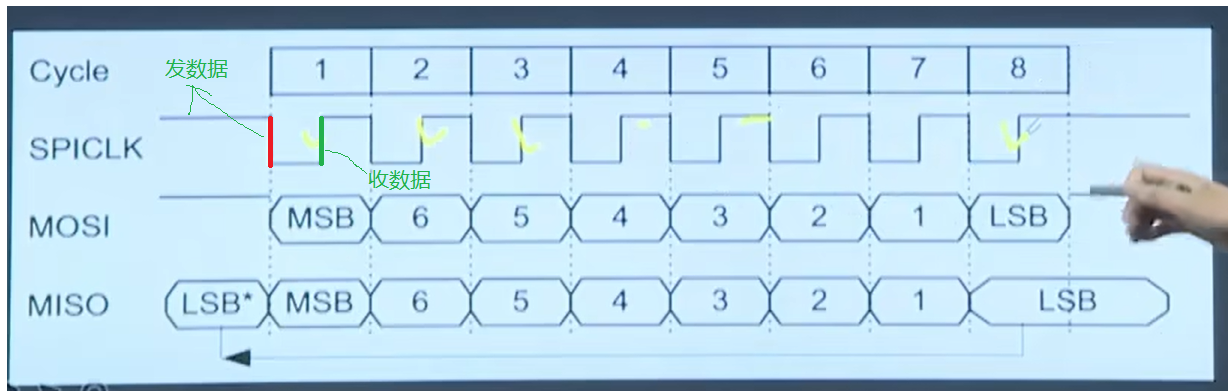 Cycle 1 2 3 4 5 6 7 8
发数据
SPICLK
收数据
MOSI MSB 6 5 4 3 2 1 LSB
MISO LSB* MSB 6 5 4 3 2 1 LSB